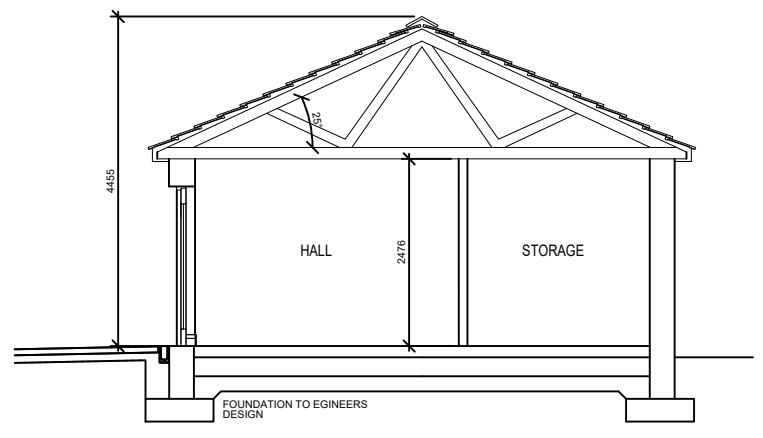 25°
4455
2476
HALL
STORAGE
FOUNDATION TO EGINEERS
DESIGN